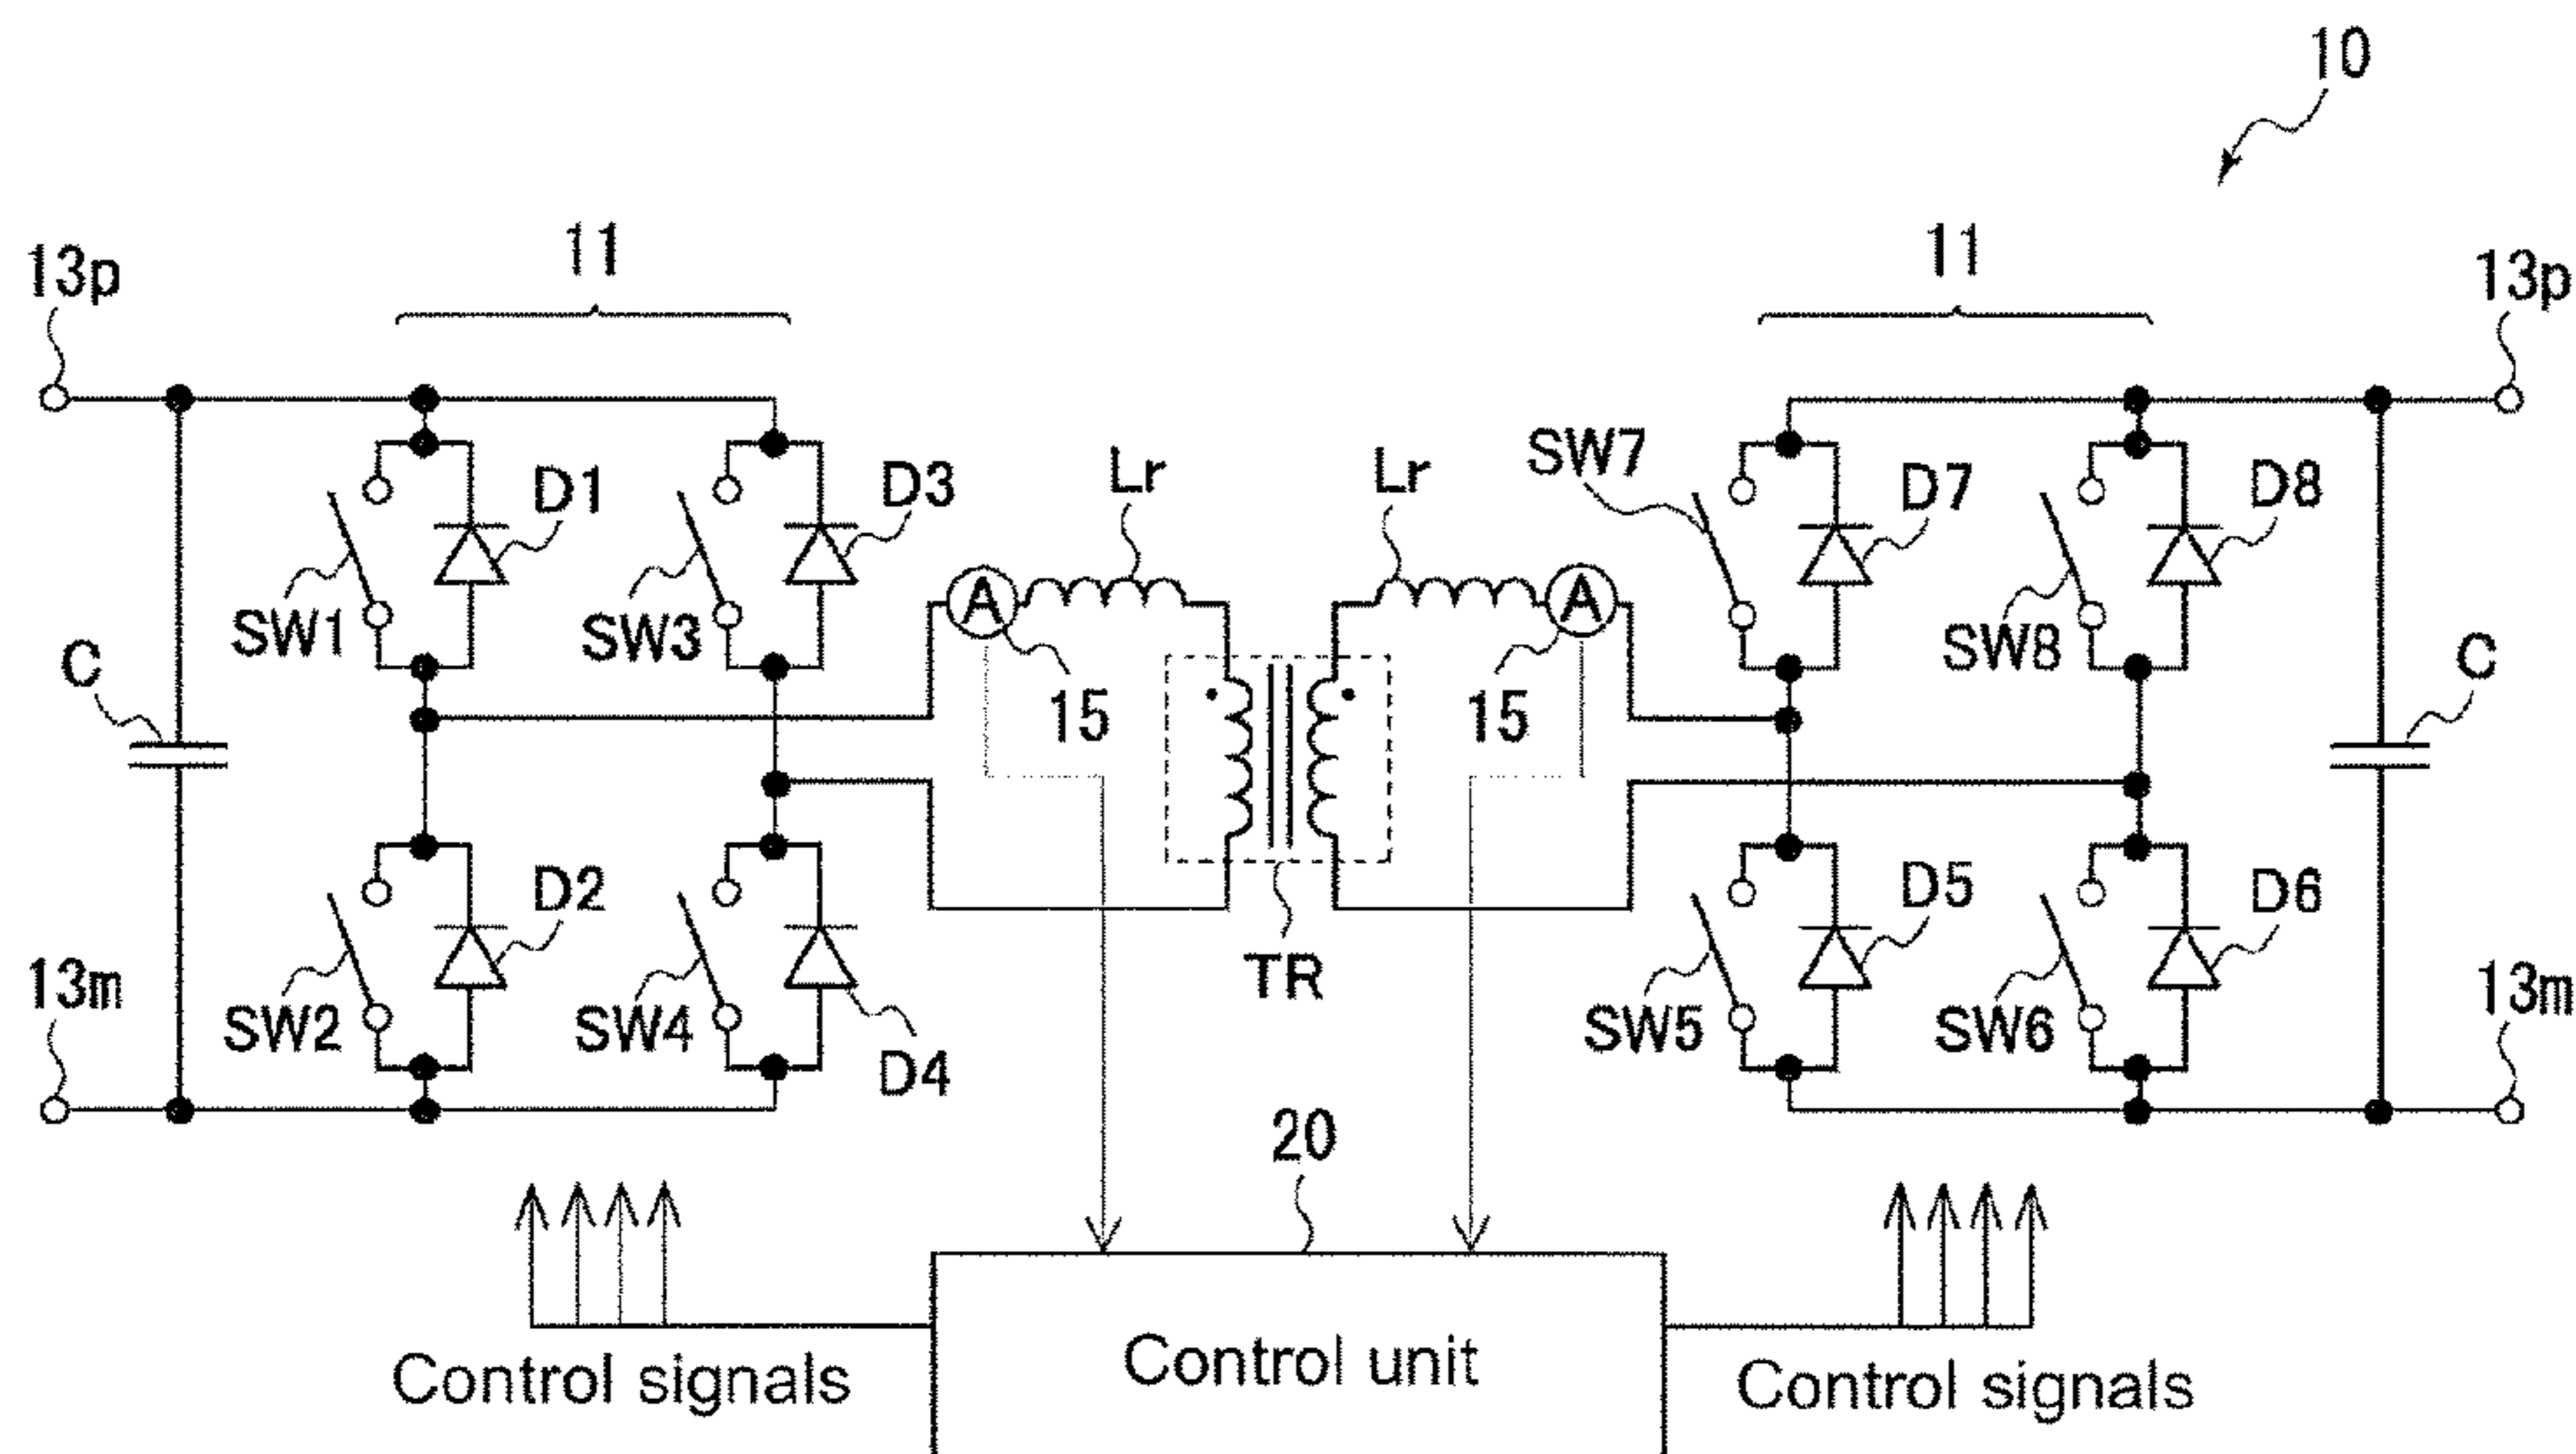 10
11
11
13p
13p
D1
D3
Lr
Lr
SW7
D7
D8
A
A
SW1
SW3
SW8
C
15
15
C
D2
D5
D6
13m
TR
13m
SW2
SW4
SW5
SW6
D4
20
Control signals
Control unit
Control signals